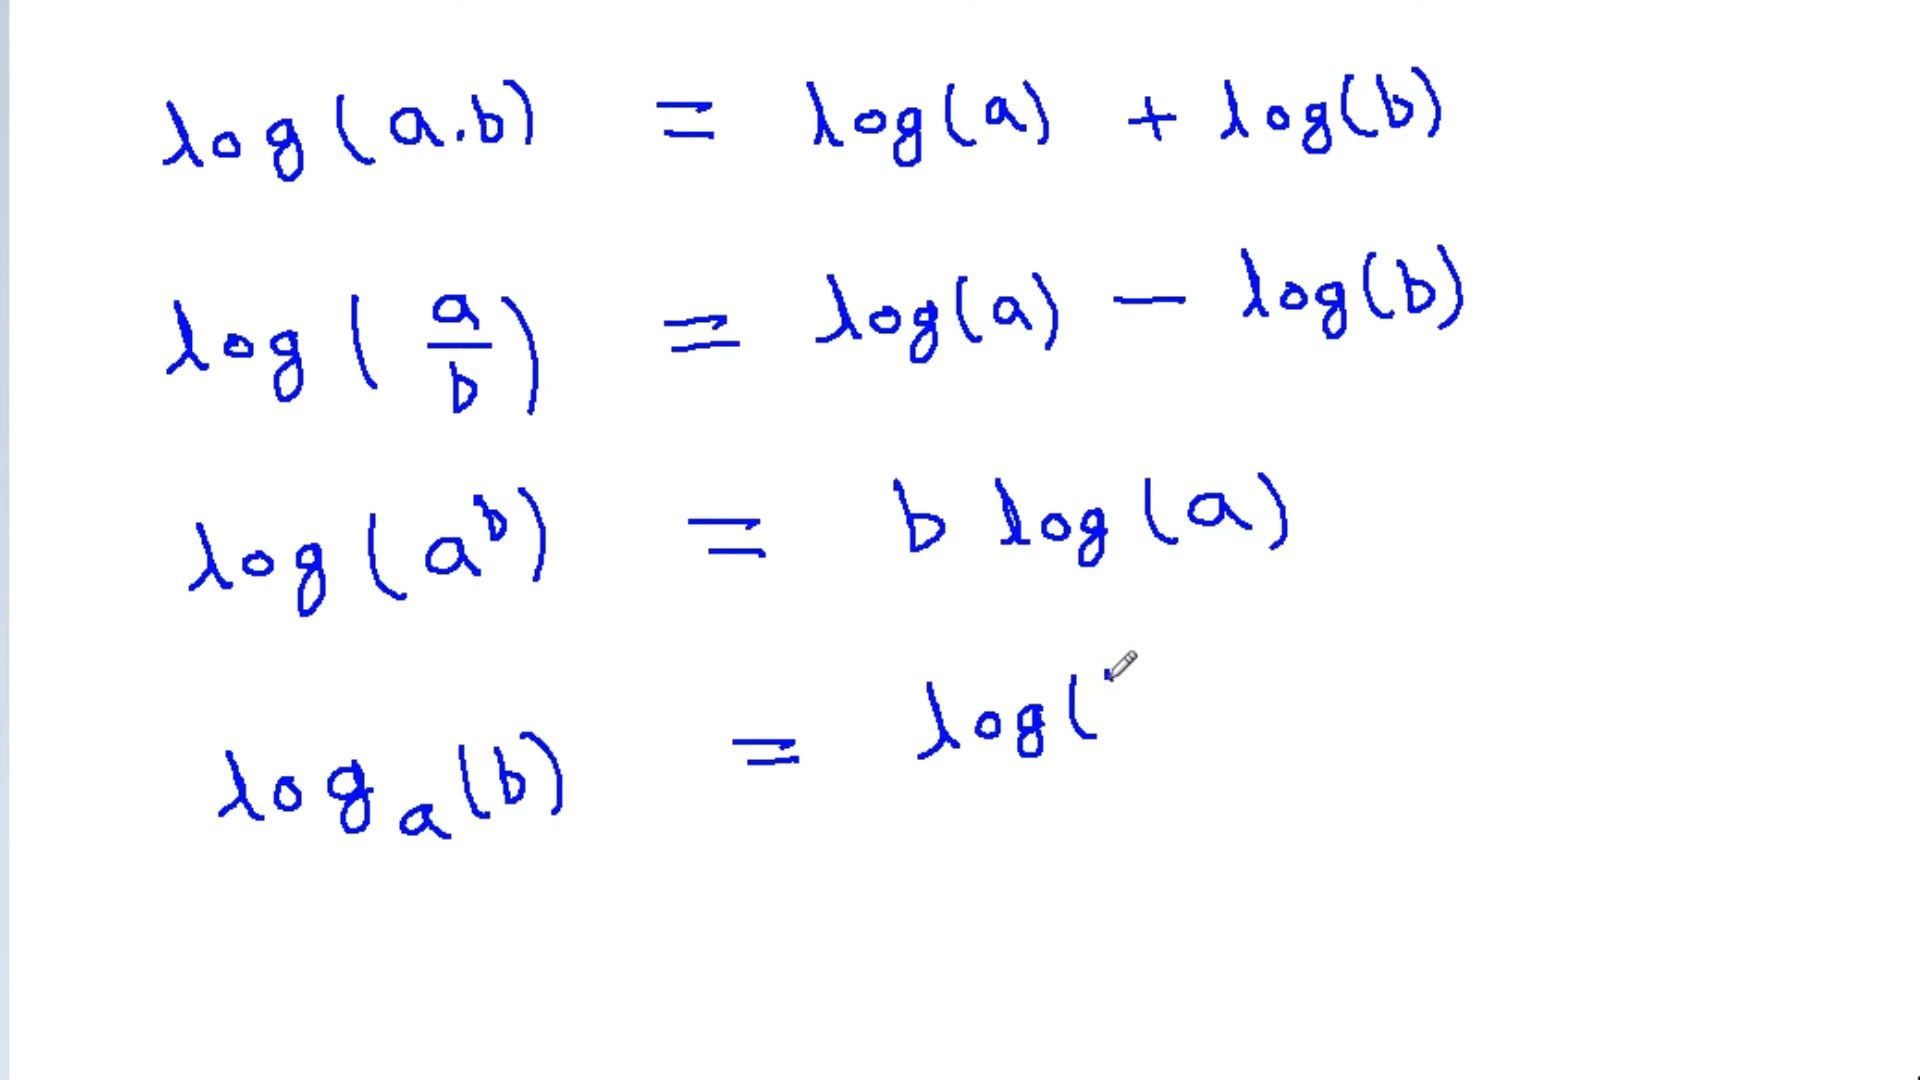 log(a.b) = log(a) + log(b)
log(a/b) = log(a) - log(b)
log(a^b) = b log(a)
log_a(b) = log(